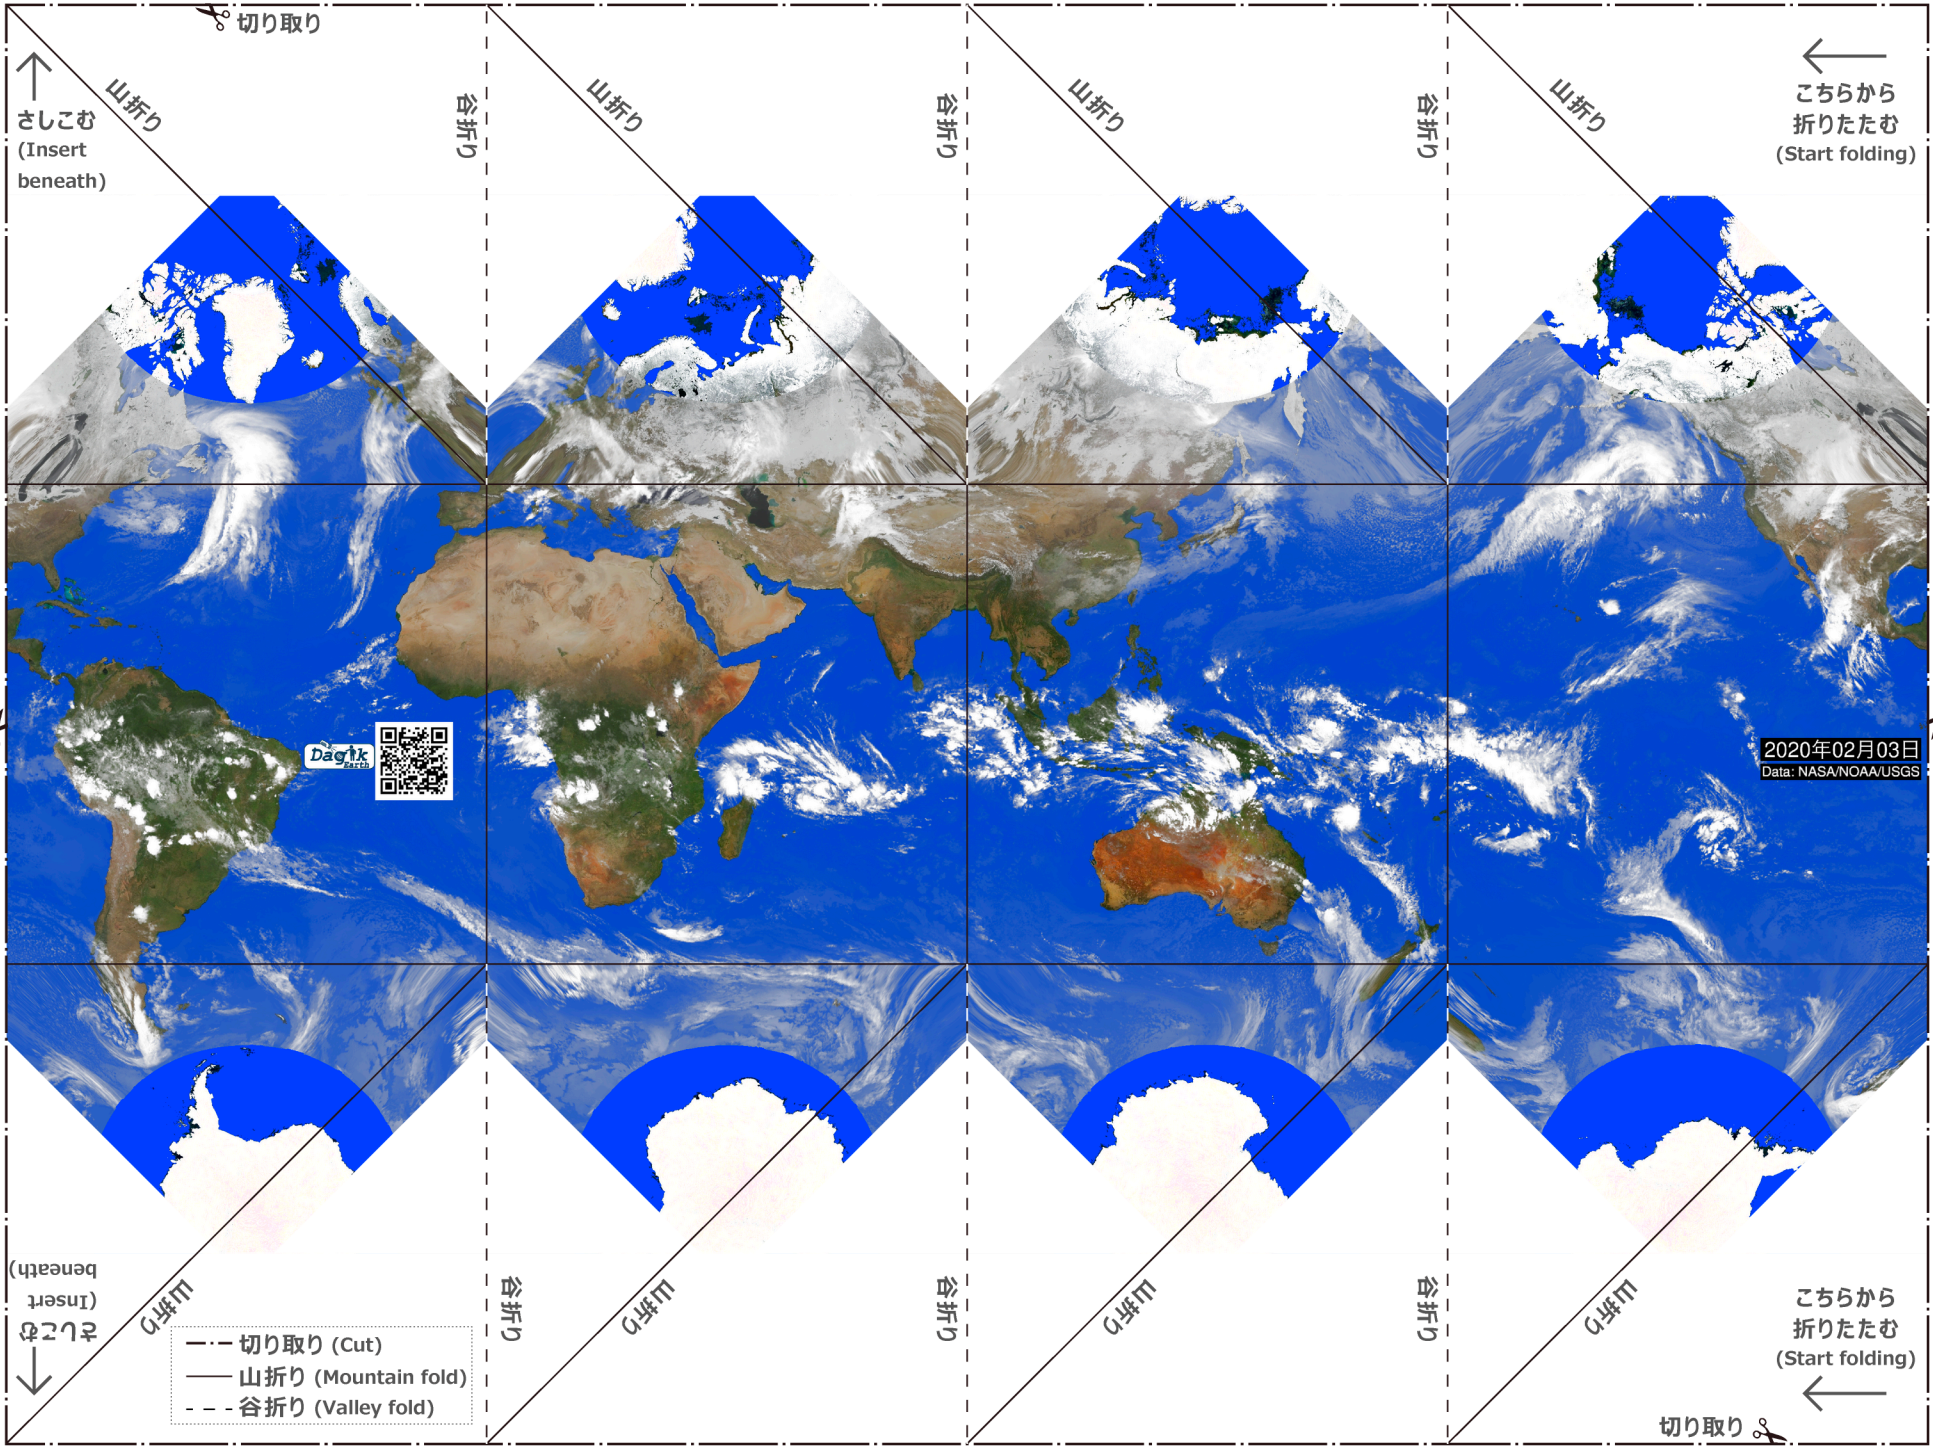 切り取り
山折り
山折り
山折り
山折り
谷折り
谷折り
谷折り
さしこむ
(Insert
beneath)
こちらから
折りたたむ
(Start folding)
Dagik
Earth
2020年02月03日
Data: NASA/NOAA/USGS
さしこむ
(Insert
beneath)
山折り
山折り
山折り
山折り
谷折り
谷折り
谷折り
切り取り (Cut)
山折り (Mountain fold)
谷折り (Valley fold)
こちらから
折りたたむ
(Start folding)
切り取り